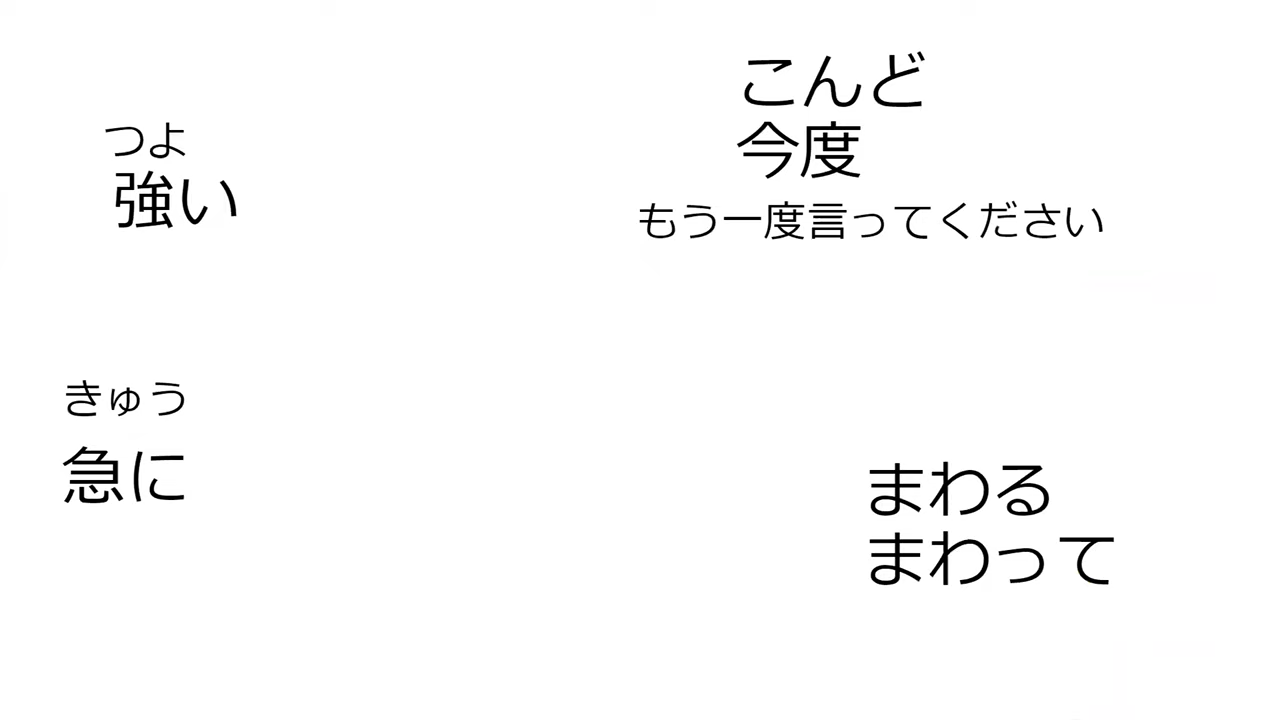 つよ
強い
こんど
今度
もう一度言ってください
きゅう
急に
まわる
まわって